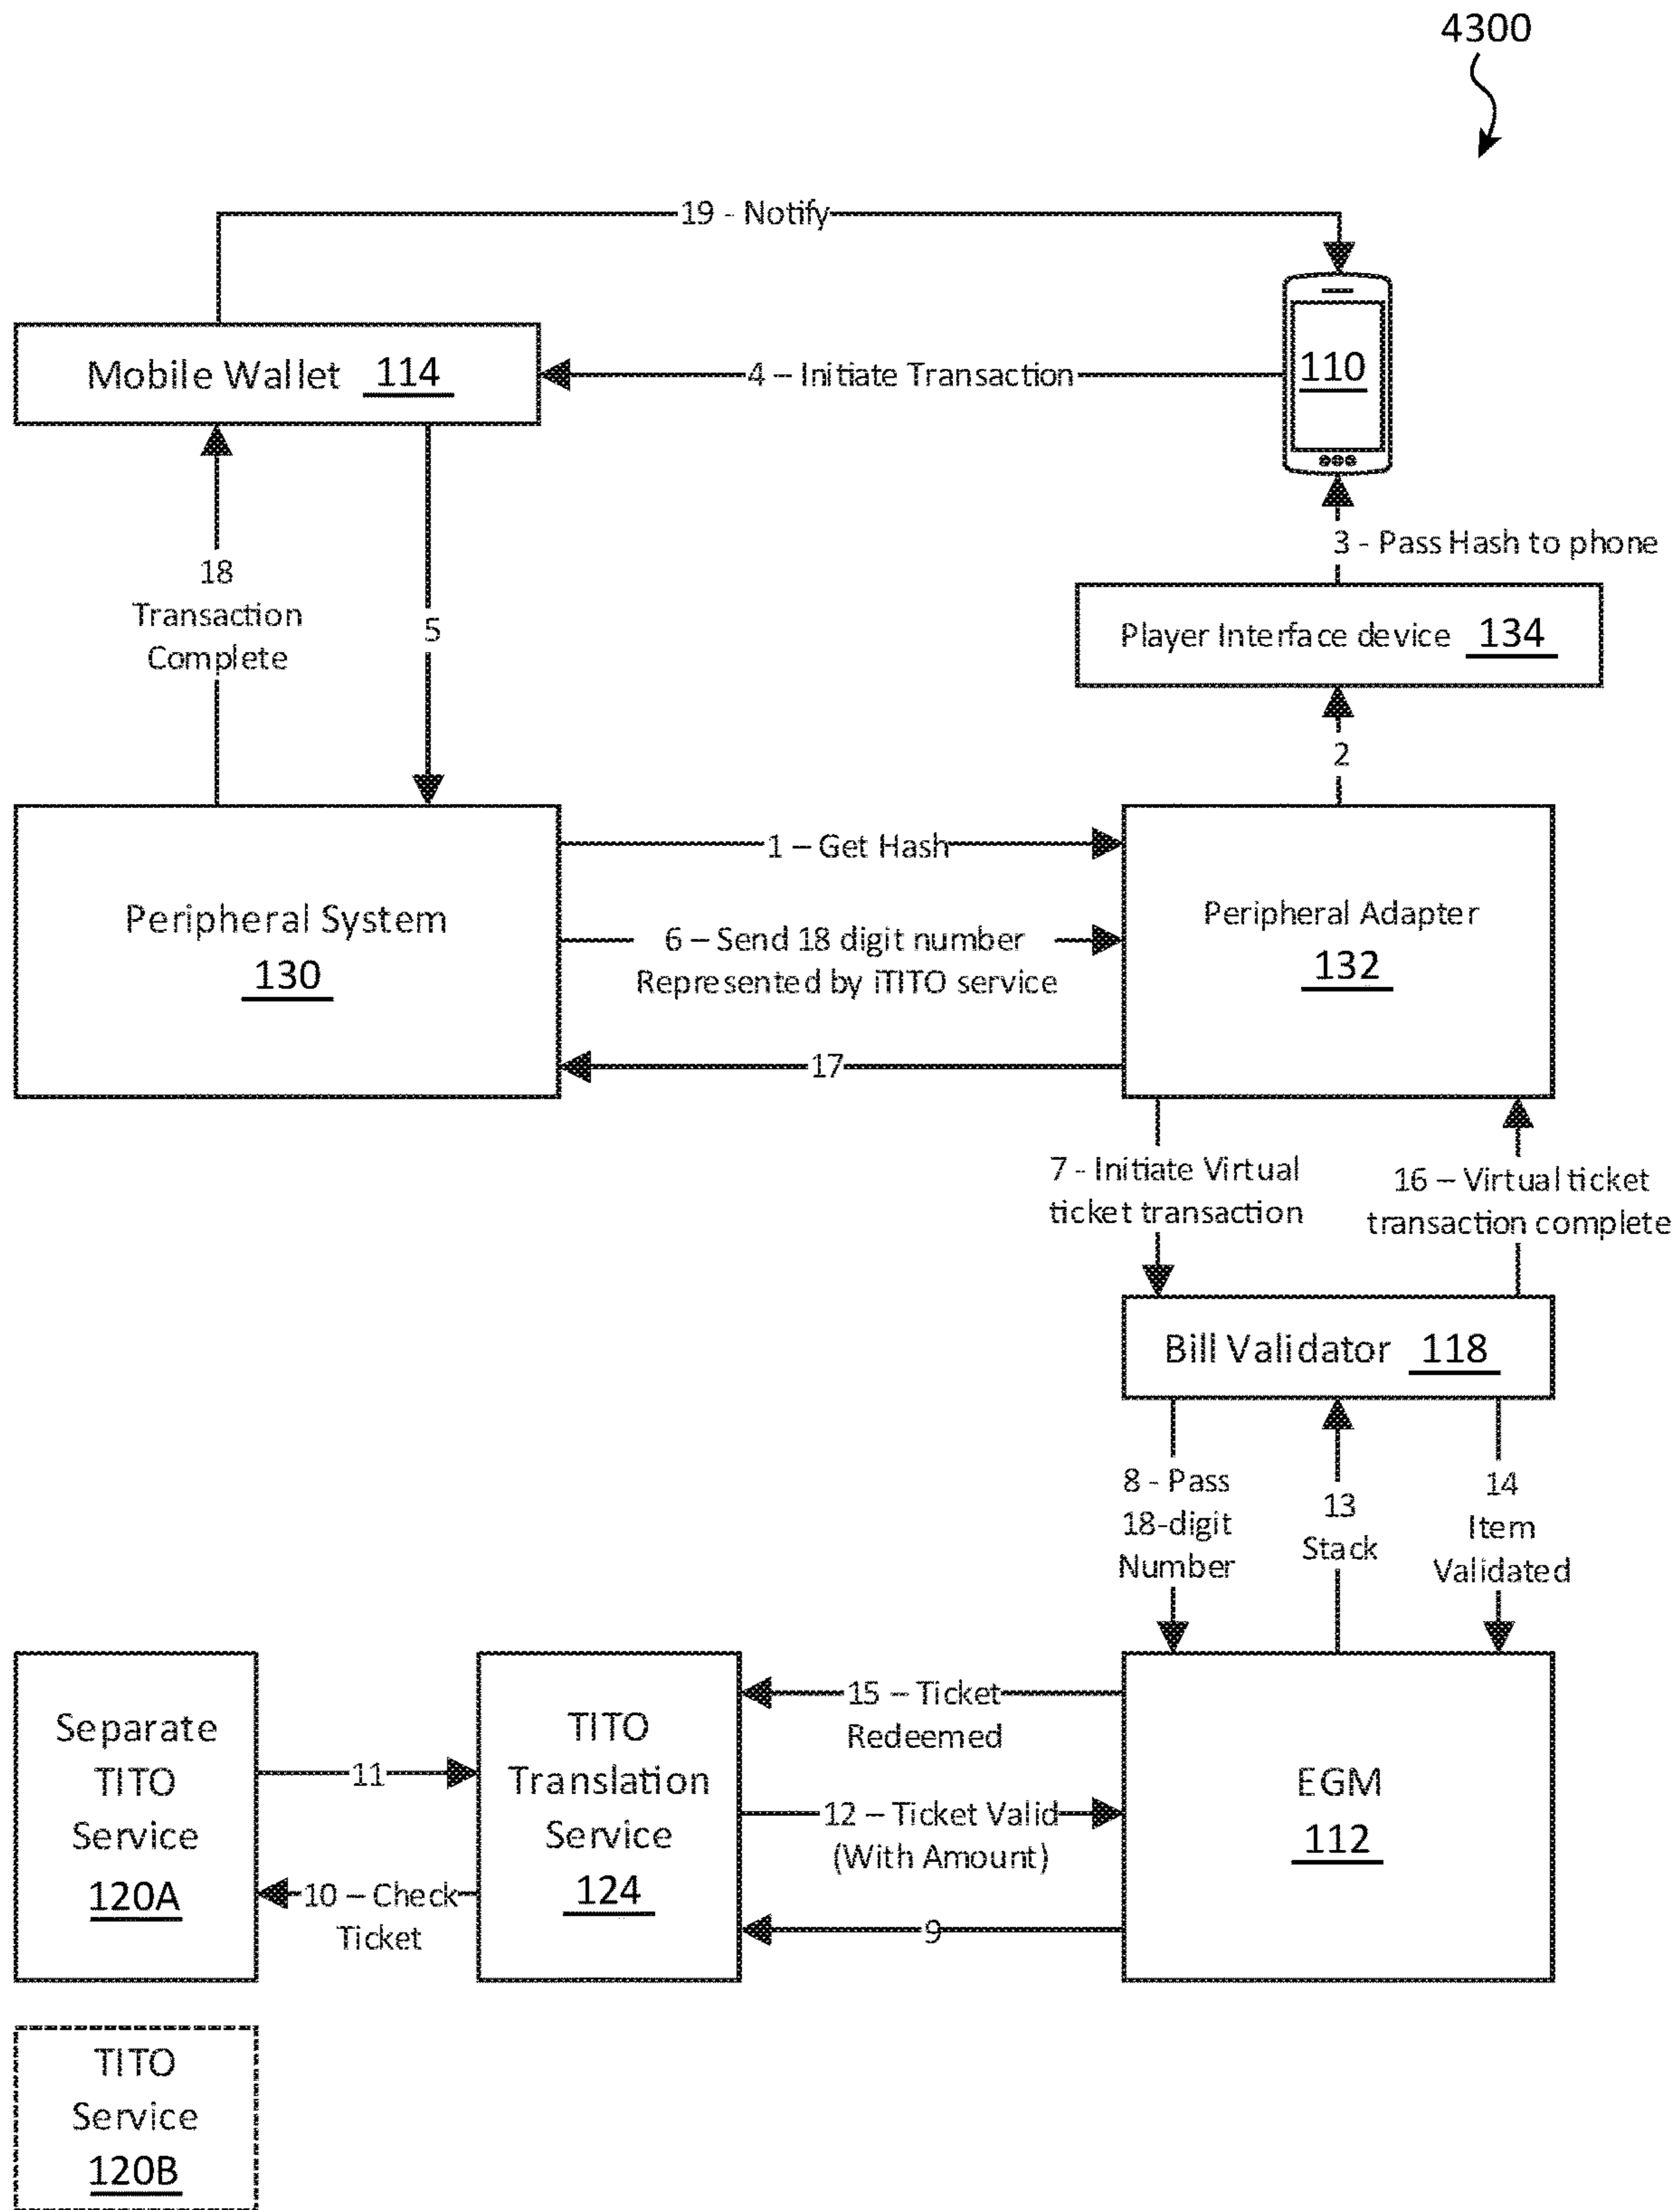 4300
19 - Notify
Mobile Wallet 114
4 – Initiate Transaction
110
3 - Pass Hash to phone
18
Transaction
Complete
5
Player Interface device 134
2
1 – Get Hash
Peripheral System
130
6 – Send 18 digit number
Represented by iTITO service
Peripheral Adapter
132
17
7 - Initiate Virtual
ticket transaction
16 – Virtual ticket
transaction complete
Bill Validator 118
8 - Pass
18-digit
Number
13
Stack
14
Item
Validated
Separate
TITO
Service
120A
11
10 – Check
Ticket
TITO
Translation
Service
124
15 – Ticket
Redeemed
12 – Ticket Valid
(With Amount)
9
EGM
112
TITO
Service
120B